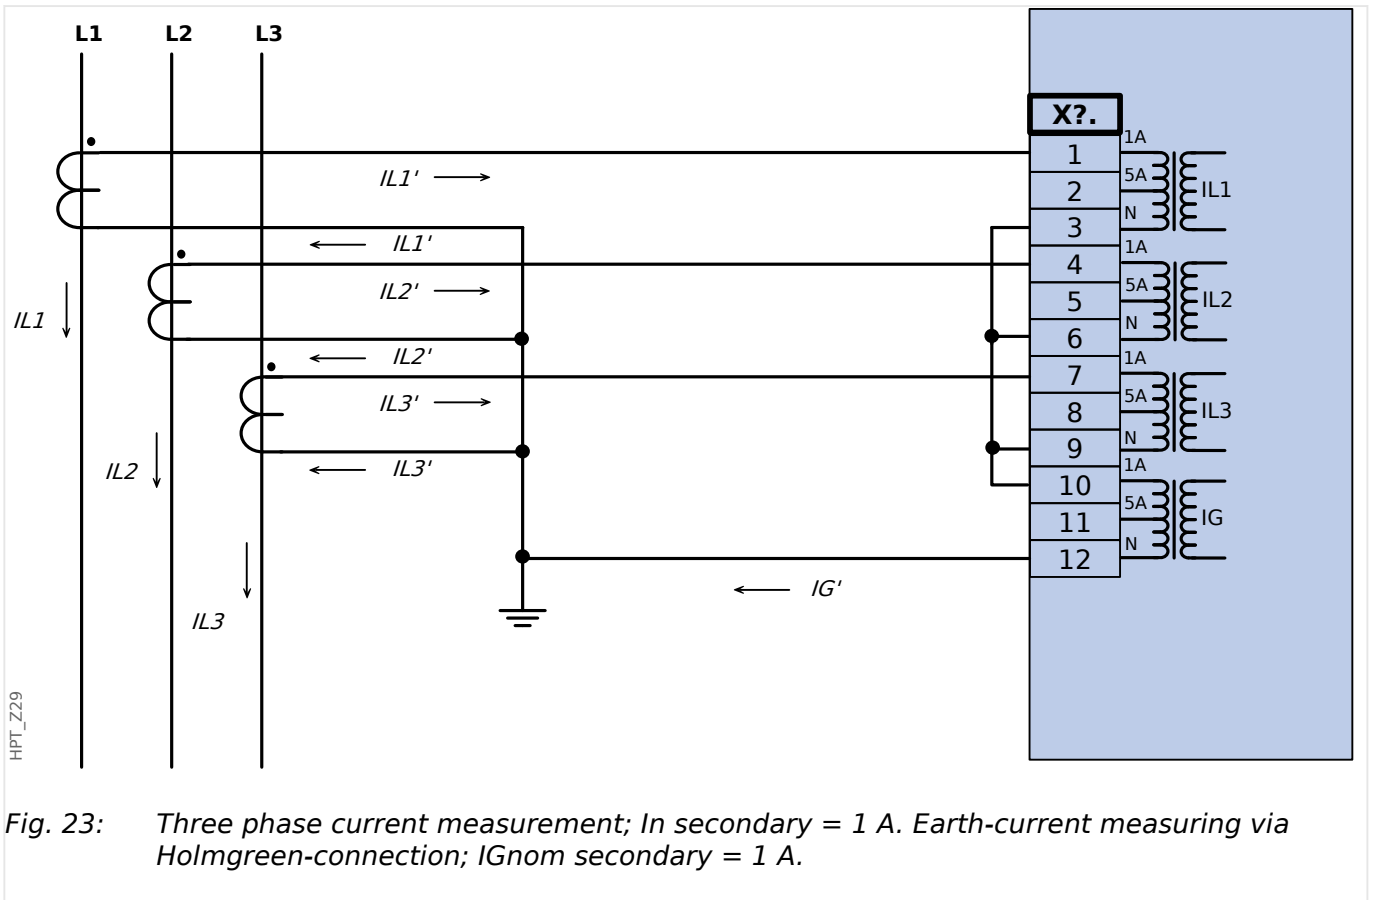 L1 L2 L3
X?.
1A
1
IL1'
5A
2
IL1
N
3
IL1'
1A
4
IL2'
5A
5
IL2
IL1
N
6
IL2'
1A
7
IL3'
5A
8
IL3
N
9
IL2
IL3'
1A
10
5A
11
IG
N
12
IG'
IL3
HPT_Z29
Fig. 23: Three phase current measurement; In secondary = 1 A. Earth-current measuring via
Holmgreen-connection; IGnom secondary = 1 A.